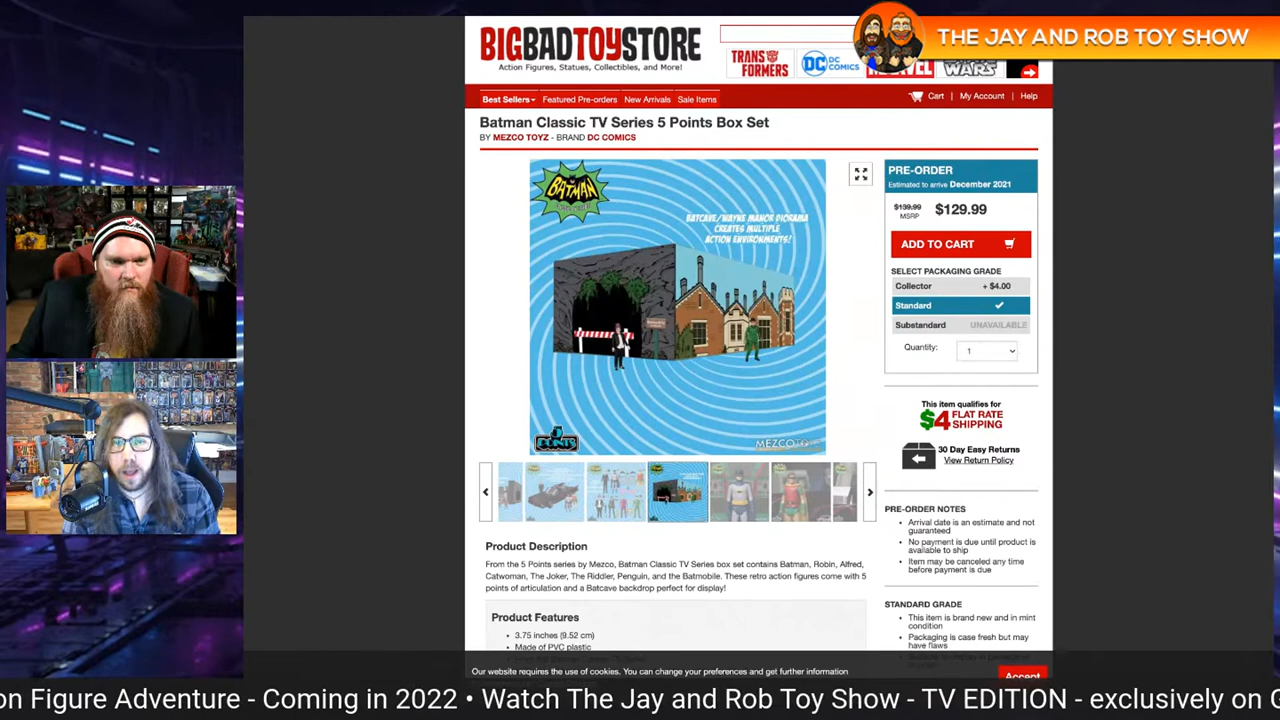 THE JAY AND ROB TOY SHOW
BIGBADTOYSTORE
Action Figures, Statues, Collectibles, and More!
TRANSFORMERS
DC
DC COMICS
MARVEL
WARS
Best Sellers
Featured Pre-orders
New Arrivals
Sale Items
Cart | My Account | Help
Batman Classic TV Series 5 Points Box Set
BY MEZCO TOYZ - BRAND DC COMICS
BATMAN
BATCAVE/WAYNE MANOR DIORAMA
CREATES MULTIPLE
ACTION ENVIRONMENTS!
5 POINTS
MEZCO TOYZ
PRE-ORDER
Estimated to arrive December 2021
$139.99
MSRP
$129.99
ADD TO CART
SELECT PACKAGING GRADE
Collector + $4.00
Standard
Substandard UNAVAILABLE
Quantity: 1
This item qualifies for
$4 FLAT RATE
SHIPPING
30 Day Easy Returns
View Return Policy
PRE-ORDER NOTES
Arrival date is an estimate and not
guaranteed
No payment is due until product is
available to ship
Item may be canceled any time
before payment is due
STANDARD GRADE
This item is brand new and in mint
condition
Packaging is case fresh but may
have flaws
Product Description
From the 5 Points series by Mezco, Batman Classic TV Series box set contains Batman, Robin, Alfred,
Catwoman, The Joker, The Riddler, Penguin, and the Batmobile. These retro action figures come with 5
points of articulation and a Batcave backdrop perfect for display!
Product Features
3.75 inches (9.52 cm)
Made of PVC plastic
Our website requires the use of cookies. You can change your preferences and get further information
Accept
on Figure Adventure - Coming in 2022 • Watch The Jay and Rob Toy Show - TV EDITION - exclusively on